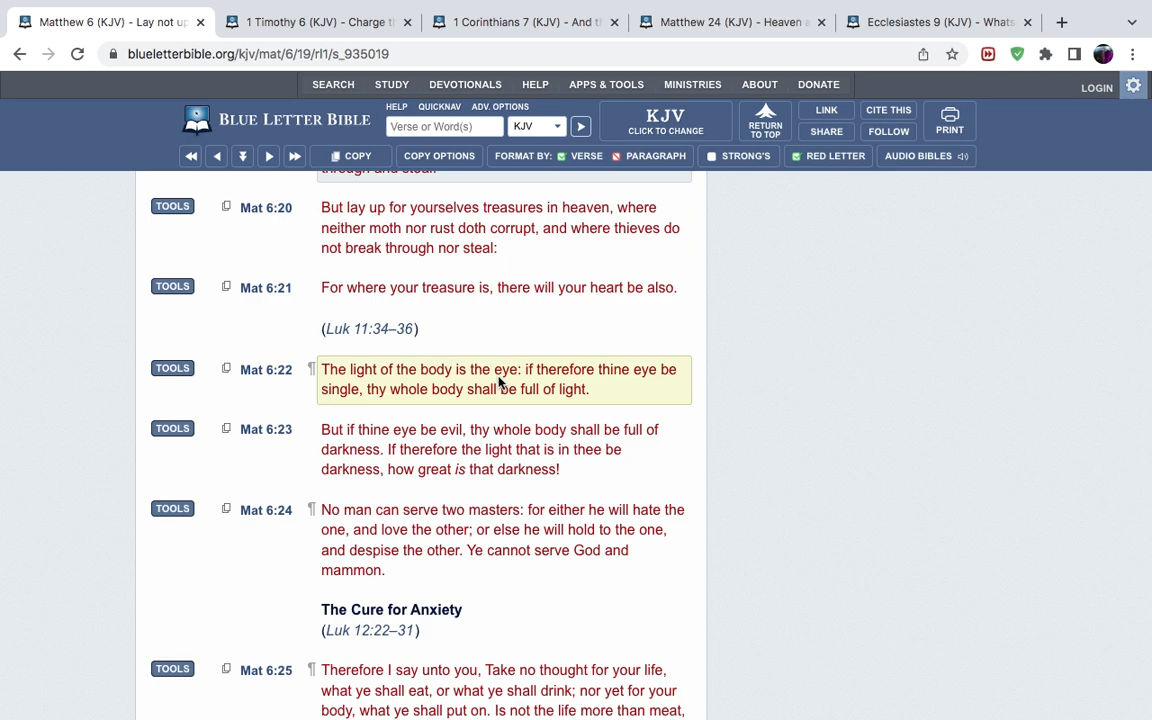 Matthew 6 (KJV) - Lay not up
1 Timothy 6 (KJV) - Charge th
1 Corinthians 7 (KJV) - And th
Matthew 24 (KJV) - Heaven a
Ecclesiastes 9 (KJV) - Whats
blueletterbible.org/kjv/mat/6/19/rl1/s_935019
SEARCH STUDY DEVOTIONALS HELP APPS & TOOLS MINISTRIES ABOUT DONATE
LOGIN
BLUE LETTER BIBLE
HELP QUICKNAV ADV. OPTIONS
Verse or Word(s)
KJV
KJV
CLICK TO CHANGE
RETURN
TO TOP
LINK
CITE THIS
SHARE
FOLLOW
PRINT
COPY COPY OPTIONS FORMAT BY: VERSE PARAGRAPH STRONG'S RED LETTER AUDIO BIBLES
through and steal:
TOOLS Mat 6:20 But lay up for yourselves treasures in heaven, where
neither moth nor rust doth corrupt, and where thieves do
not break through nor steal:
TOOLS Mat 6:21 For where your treasure is, there will your heart be also.
(Luk 11:34–36)
TOOLS Mat 6:22 ¶ The light of the body is the eye: if therefore thine eye be
single, thy whole body shall be full of light.
TOOLS Mat 6:23 But if thine eye be evil, thy whole body shall be full of
darkness. If therefore the light that is in thee be
darkness, how great is that darkness!
TOOLS Mat 6:24 ¶ No man can serve two masters: for either he will hate the
one, and love the other; or else he will hold to the one,
and despise the other. Ye cannot serve God and
mammon.
The Cure for Anxiety
(Luk 12:22–31)
TOOLS Mat 6:25 ¶ Therefore I say unto you, Take no thought for your life,
what ye shall eat, or what ye shall drink; nor yet for your
body, what ye shall put on. Is not the life more than meat,